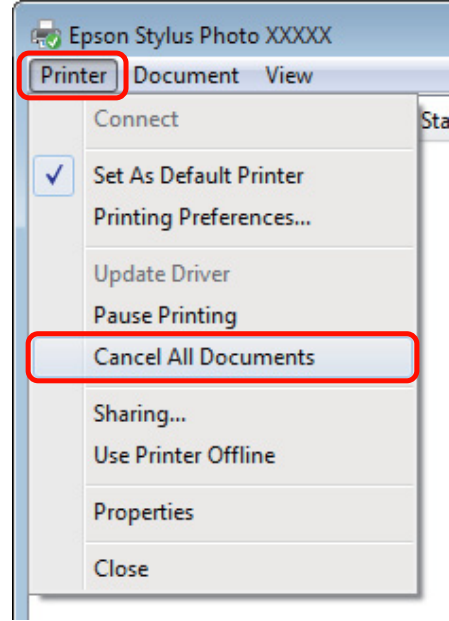 Epson Stylus Photo XXXXX
Printer Document View
Connect
Sta
Set As Default Printer
Printing Preferences...
Update Driver
Pause Printing
Cancel All Documents
Sharing...
Use Printer Offline
Properties
Close